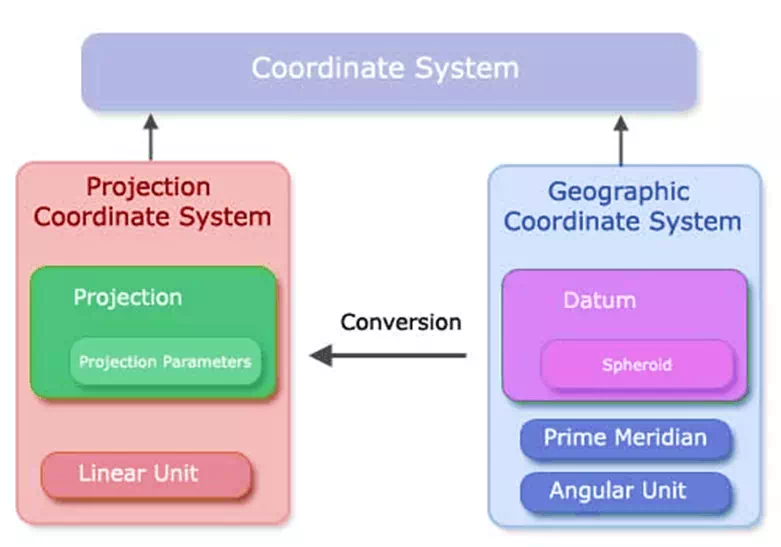 Coordinate System
Projection
Coordinate System
Projection
Projection Parameters
Linear Unit
Conversion
Geographic
Coordinate System
Datum
Spheroid
Prime Meridian
Angular Unit